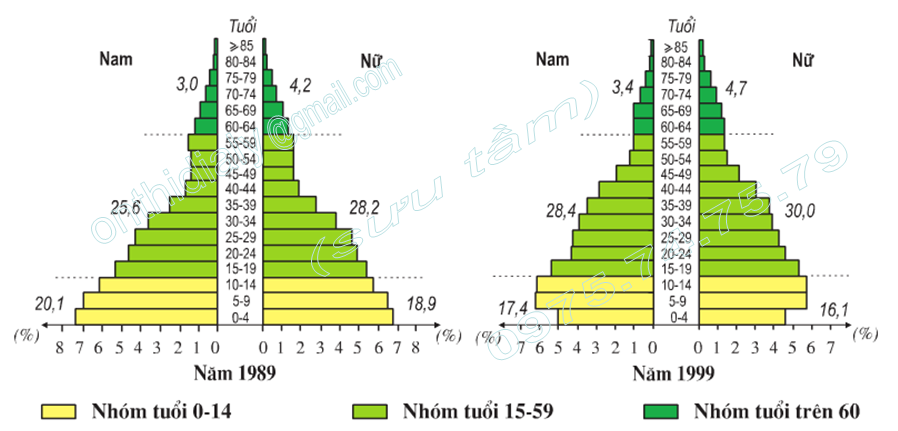 Tuổi
Nam
Nữ
≥85
80-84
75-79
70-74
65-69
60-64
55-59
50-54
45-49
40-44
35-39
30-34
25-29
20-24
15-19
10-14
5-9
0-4
3,0
4,2
25,6
28,2
20,1
18,9
(%) 8 7 6 5 4 3 2 1 0
0 1 2 3 4 5 6 7 8 (%)
Năm 1989
Tuổi
Nam
Nữ
≥85
80-84
75-79
70-74
65-69
60-64
55-59
50-54
45-49
40-44
35-39
30-34
25-29
20-24
15-19
10-14
5-9
0-4
3,4
4,7
28,4
30,0
17,4
16,1
(%) 7 6 5 4 3 2 1 0
0 1 2 3 4 5 6 7 (%)
Năm 1999
Nhóm tuổi 0-14
Nhóm tuổi 15-59
Nhóm tuổi trên 60
@gmail.com
(sưu tầm)